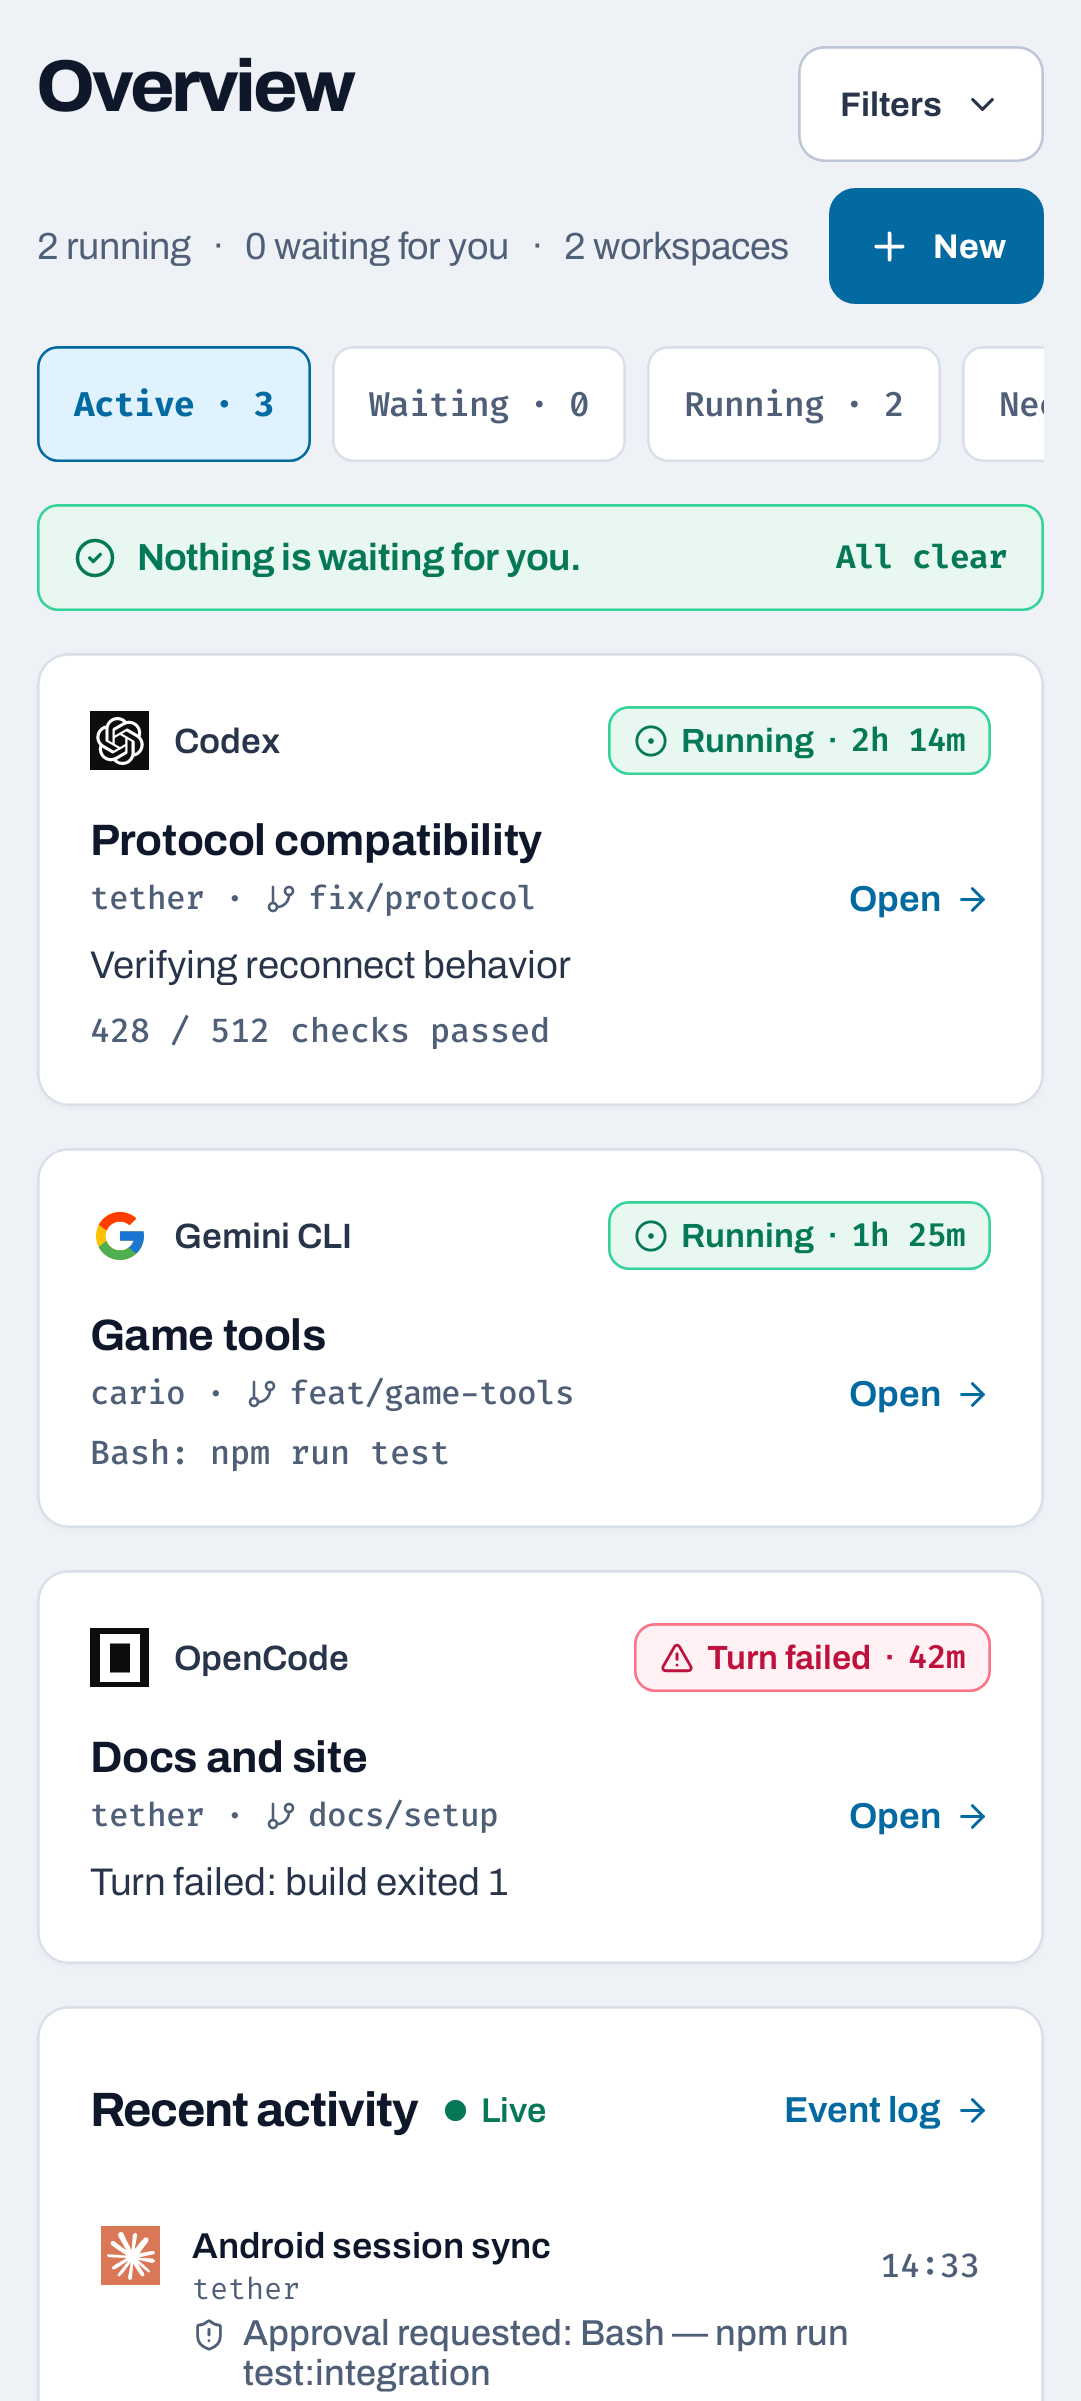 Overview
Filters
2 running · 0 waiting for you · 2 workspaces
New
Active · 3
Waiting · 0
Running · 2
Nothing is waiting for you.
All clear
Codex
Running · 2h 14m
Protocol compatibility
tether · fix/protocol
Open →
Verifying reconnect behavior
428 / 512 checks passed
Gemini CLI
Running · 1h 25m
Game tools
cario · feat/game-tools
Open →
Bash: npm run test
OpenCode
Turn failed · 42m
Docs and site
tether · docs/setup
Open →
Turn failed: build exited 1
Recent activity
Live
Event log →
Android session sync
14:33
tether
Approval requested: Bash — npm run
test:integration